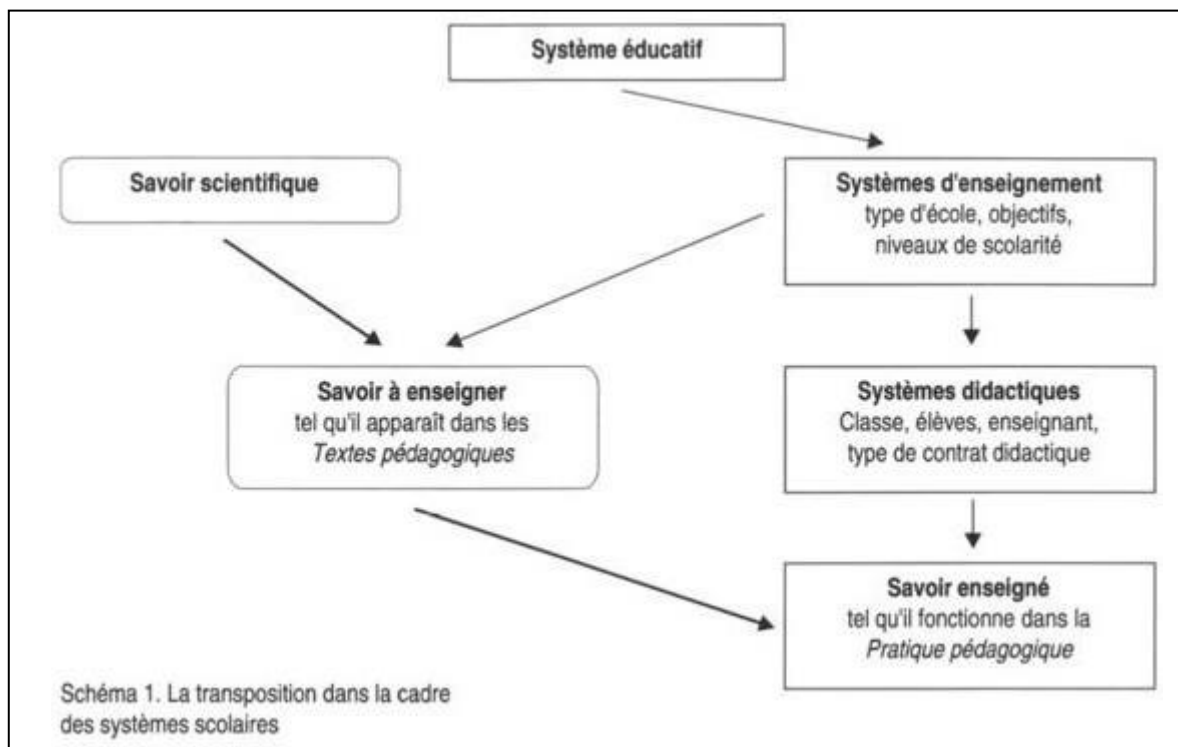 Système éducatif
Savoir scientifique
Systèmes d'enseignement
type d'école, objectifs,
niveaux de scolarité
Savoir à enseigner
tel qu'il apparaît dans les
Textes pédagogiques
Systèmes didactiques
Classe, élèves, enseignant,
type de contrat didactique
Savoir enseigné
tel qu'il fonctionne dans la
Pratique pédagogique
Schéma 1. La transposition dans la cadre
des systèmes scolaires